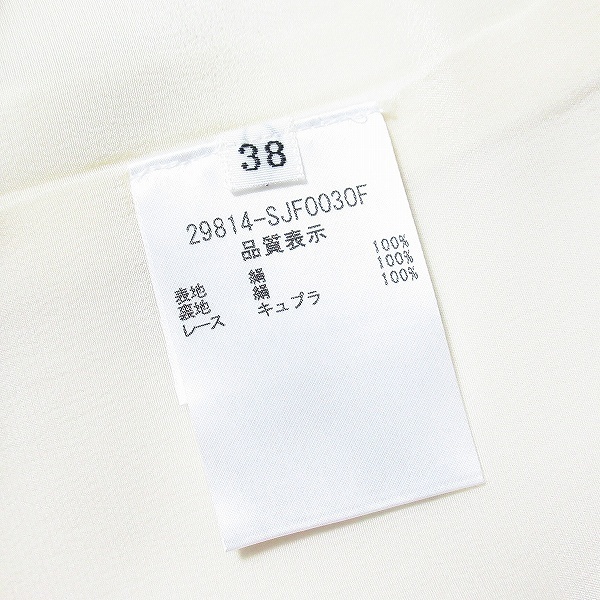 38
29814-SJF0030F
品質表示
表地 絹 100%
裏地 絹 100%
レース キュプラ 100%